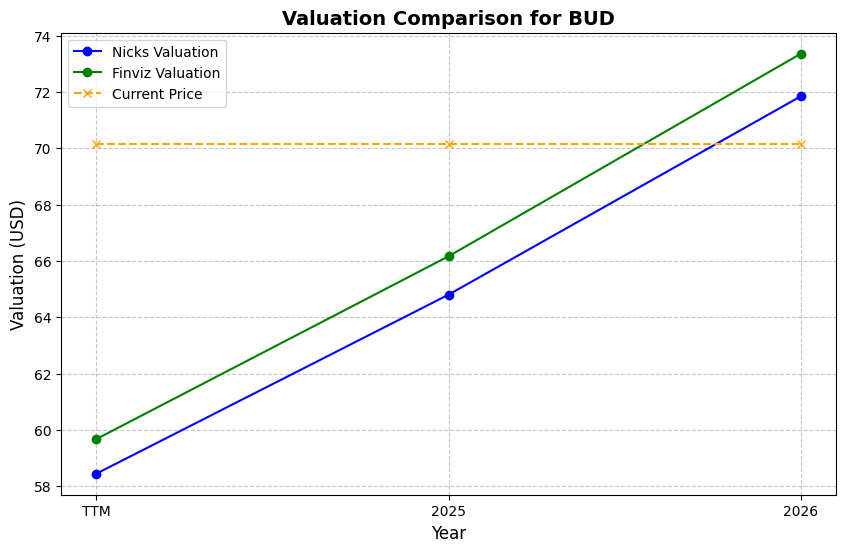 Valuation Comparison for BUD
Nicks Valuation
Finviz Valuation
Current Price
Valuation (USD)
74
72
70
68
66
64
62
60
58
TTM
2025
2026
Year